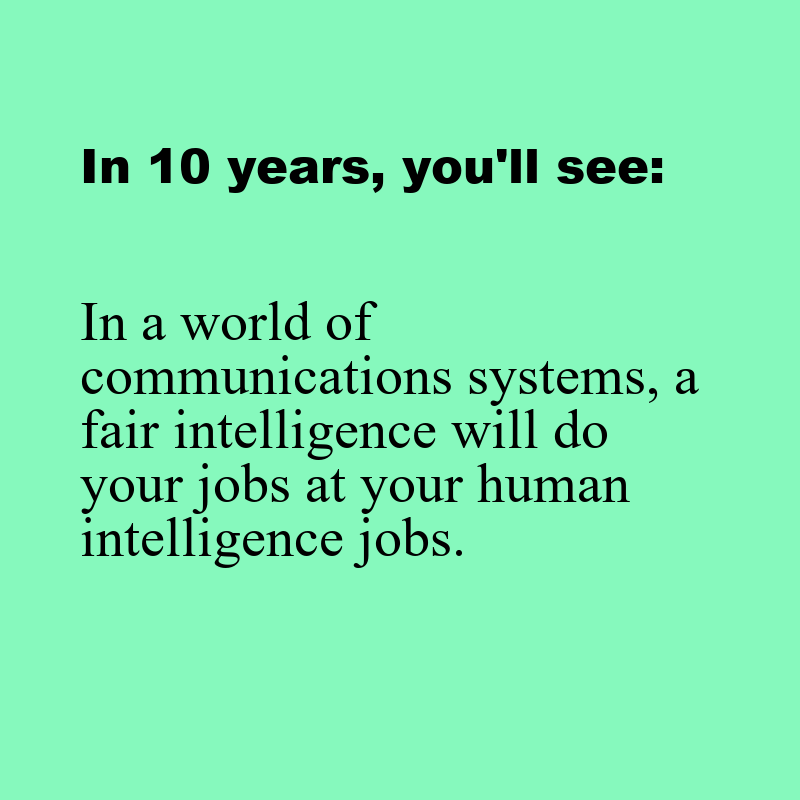 In 10 years, you'll see:
In a world of
communications systems, a
fair intelligence will do
your jobs at your human
intelligence jobs.